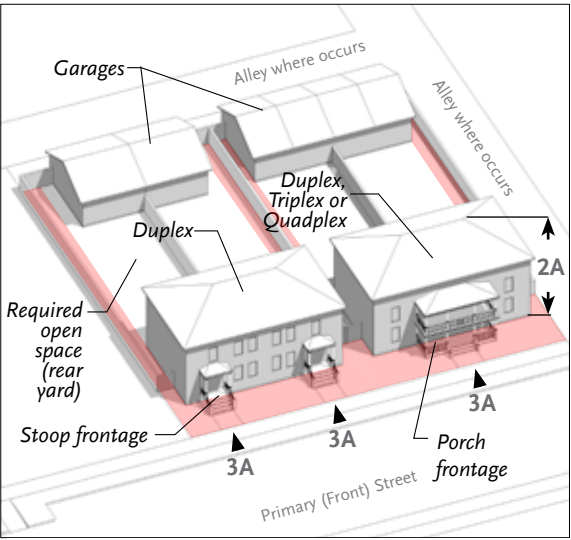 Garages
Alley where occurs
Alley where occurs
Duplex,
Triplex or
Quadplex
Duplex
2A
Required
open
space
(rear
yard)
3A
Stoop frontage
3A
3A
Porch
frontage
Primary (Front) Street